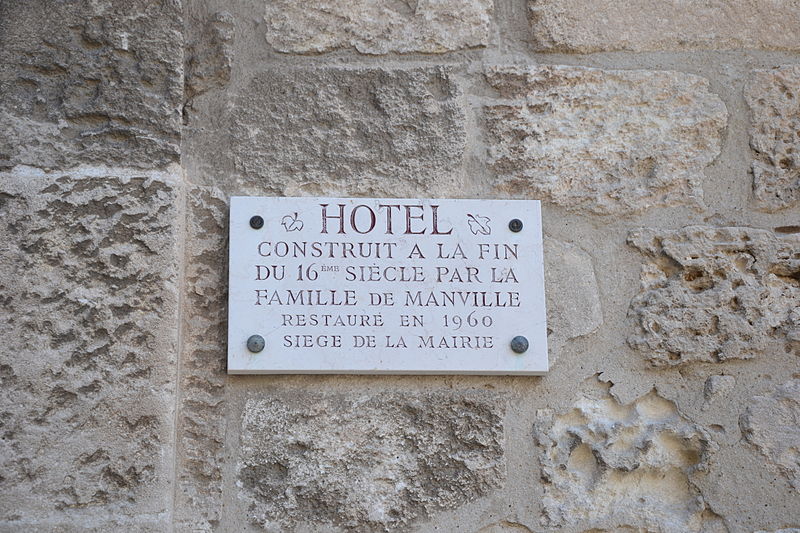 HOTEL
CONSTRUIT A LA FIN
DU 16ÈME SIÈCLE PAR LA
FAMILLE DE MANVILLE
RESTAURÉ EN 1960
SIEGE DE LA MAIRIE